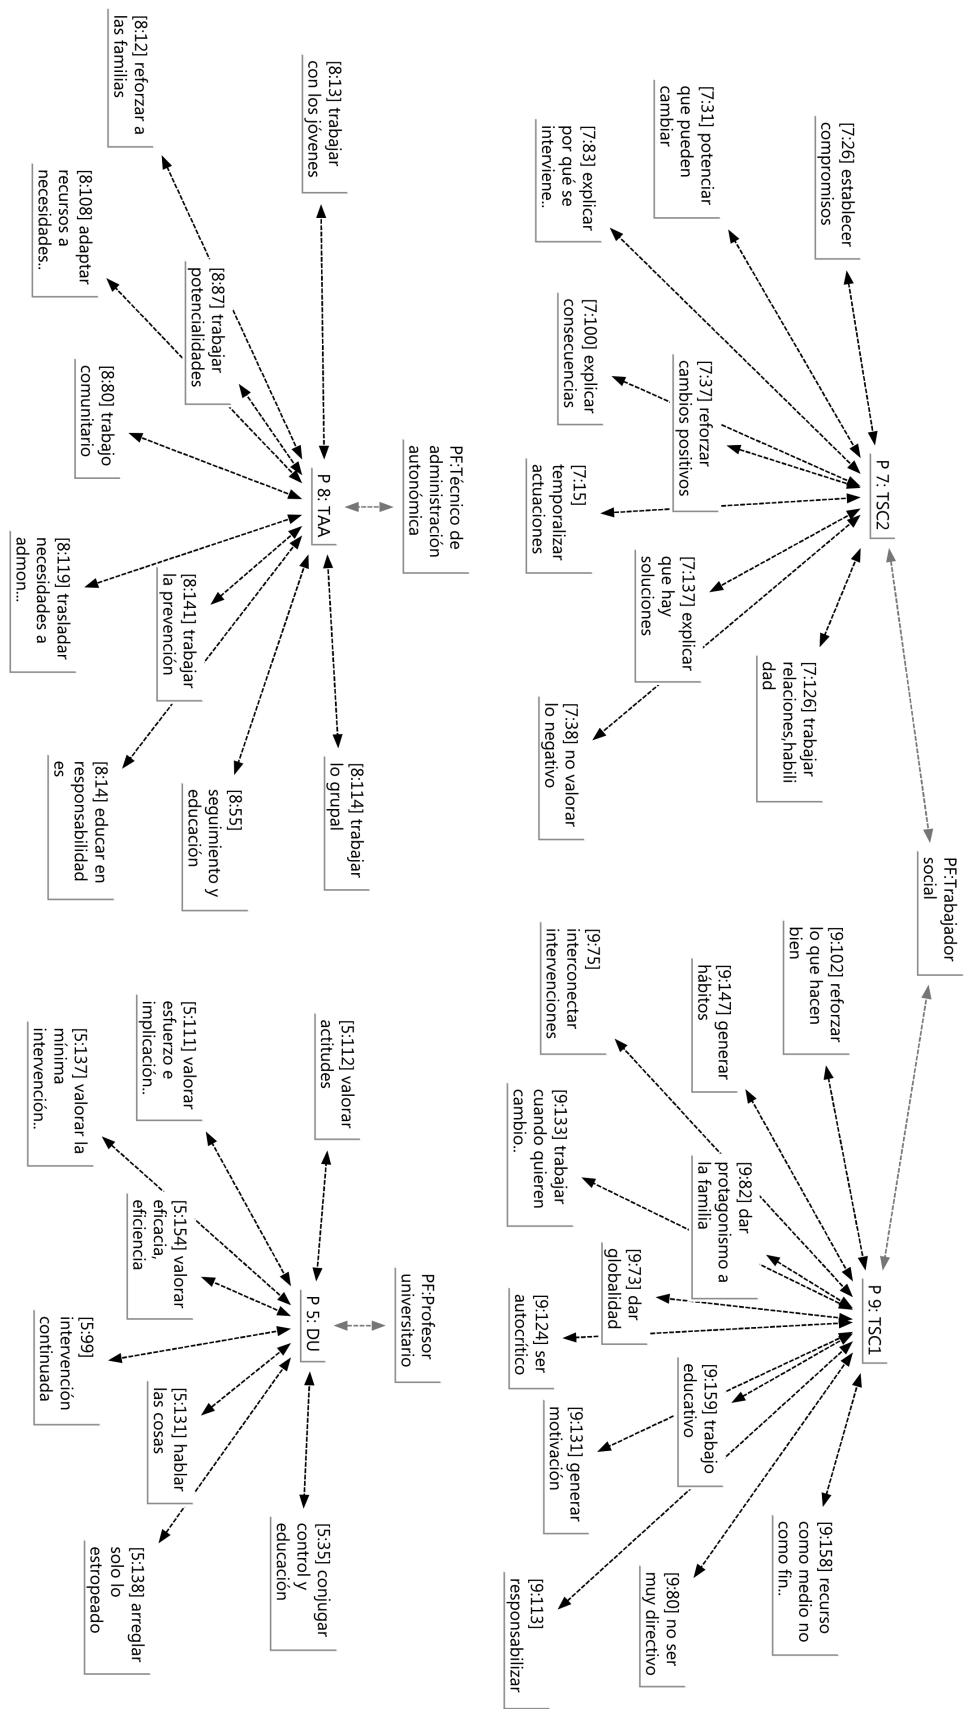 PF:Trabajador
social
P 7: TSC2
[7:26] establecer
compromisos
[7:31] potenciar
que pueden
cambiar
[7:83] explicar
por qué se
interviene..
[7:100] explicar
consecuencias
[7:37] reforzar
cambios positivos
[7:15]
temporalizar
actuaciones
[7:137] explicar
que hay
soluciones
[7:38] no valorar
lo negativo
[7:126] trabajar
relaciones,habili
dad
P 9: TSC1
[9:102] reforzar
lo que hacen
bien
[9:147] generar
hábitos
[9:75]
interconectar
intervenciones
[9:82] dar
protagonismo a
la familia
[9:133] trabajar
cuando quieren
cambio..
[9:73] dar
globalidad
[9:124] ser
autocrítico
[9:159] trabajo
educativo
[9:131] generar
motivación
[9:113]
responsabilizar
[9:80] no ser
muy directivo
[9:158] recurso
como medio no
como fin..
PF:Técnico de
administración
autonómica
P 8: TAA
[8:13] trabajar
con los jóvenes
[8:12] reforzar a
las familias
[8:87] trabajar
potencialidades
[8:108] adaptar
recursos a
necesidades..
[8:80] trabajo
comunitario
[8:119] trasladar
necesidades a
admon...
[8:141] trabajar
la prevención
[8:14] educar en
responsabilidad
es
[8:55]
seguimiento y
educación
[8:114] trabajar
lo grupal
PF:Profesor
universitario
P 5: DU
[5:112] valorar
actitudes
[5:111] valorar
esfuerzo e
implicación..
[5:137] valorar la
mínima
intervención..
[5:154] valorar
eficacia,
eficiencia
[5:99]
intervención
continuada
[5:131] hablar
las cosas
[5:138] arreglar
solo lo
estropeado
[5:35] conjugar
control y
educación